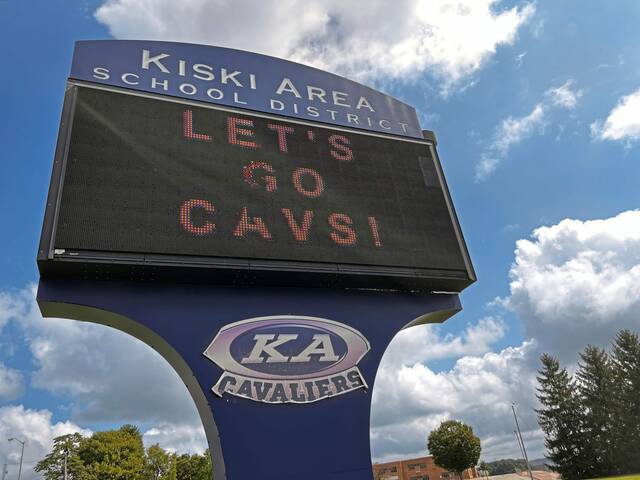 KISKI AREA
SCHOOL DISTRICT
LET'S
GO
CAVS!
KA
CAVALIERS